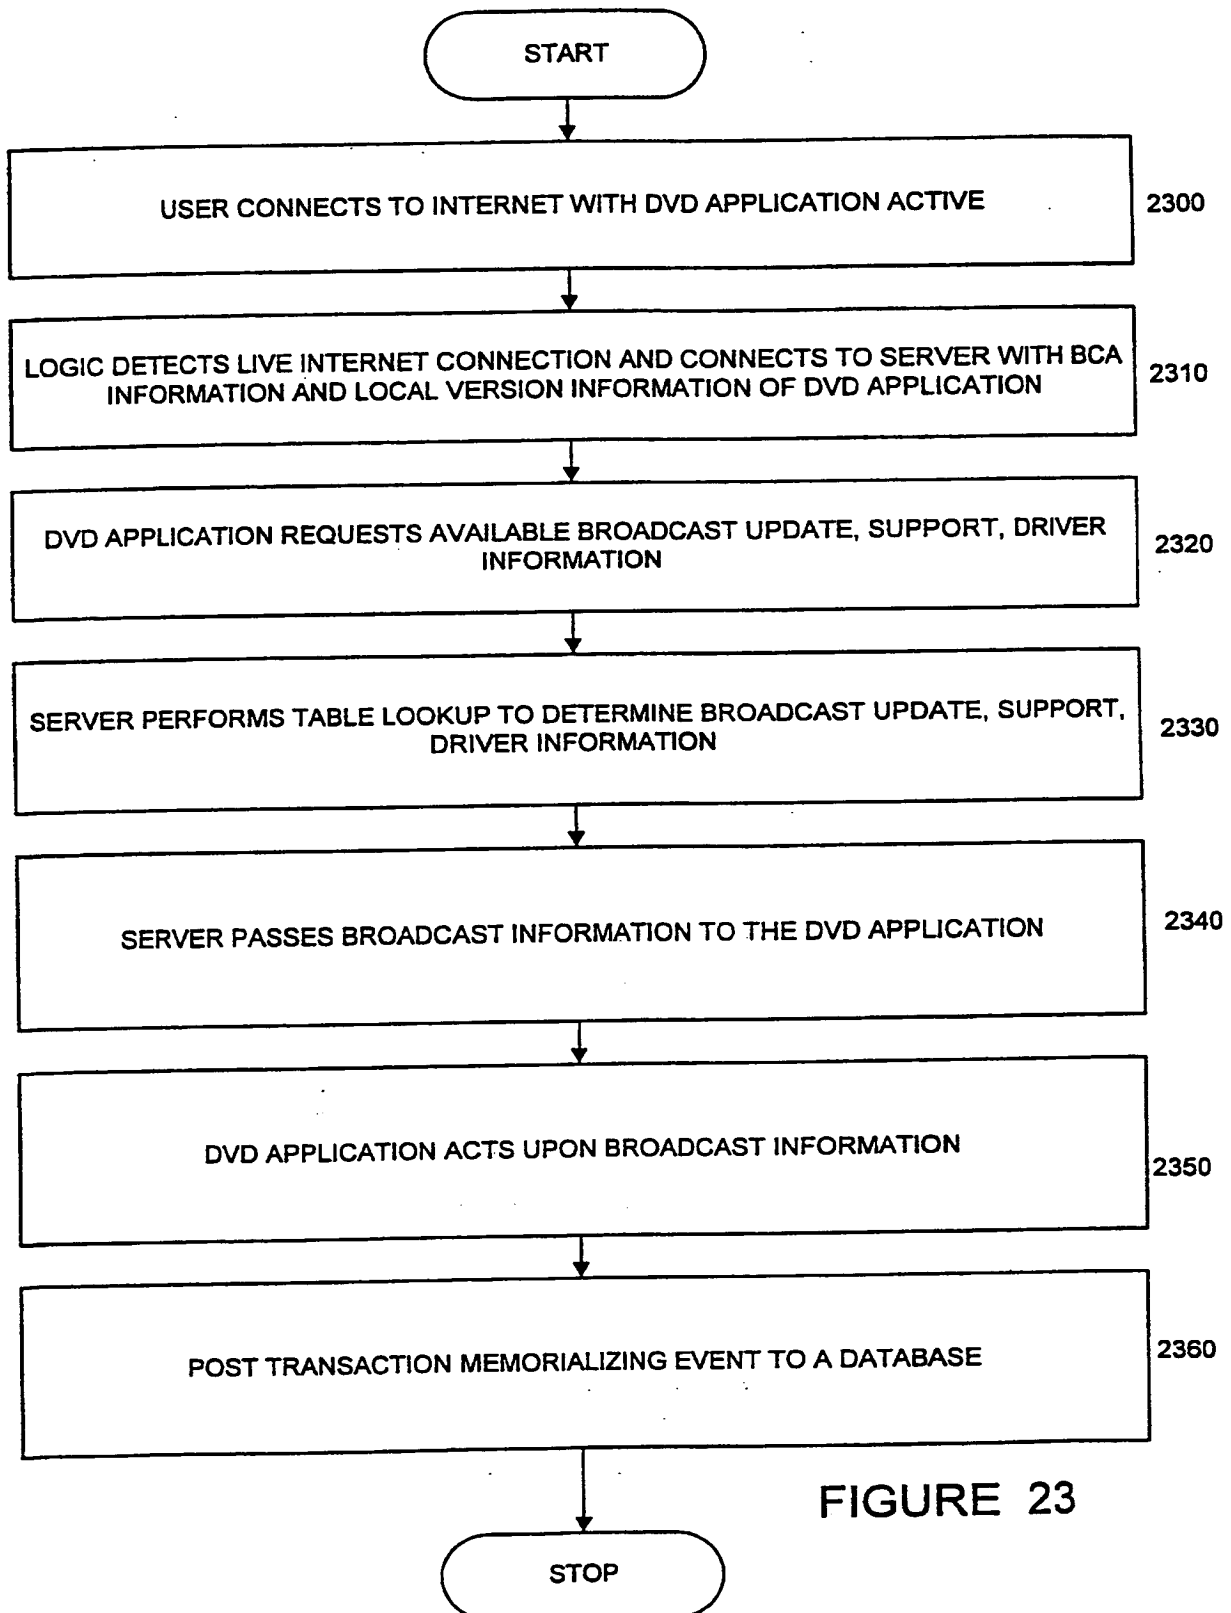 START
USER CONNECTS TO INTERNET WITH DVD APPLICATION ACTIVE
2300
LOGIC DETECTS LIVE INTERNET CONNECTION AND CONNECTS TO SERVER WITH BCA
INFORMATION AND LOCAL VERSION INFORMATION OF DVD APPLICATION
2310
DVD APPLICATION REQUESTS AVAILABLE BROADCAST UPDATE, SUPPORT, DRIVER
INFORMATION
2320
SERVER PERFORMS TABLE LOOKUP TO DETERMINE BROADCAST UPDATE, SUPPORT,
DRIVER INFORMATION
2330
SERVER PASSES BROADCAST INFORMATION TO THE DVD APPLICATION
2340
DVD APPLICATION ACTS UPON BROADCAST INFORMATION
2350
POST TRANSACTION MEMORIALIZING EVENT TO A DATABASE
2360
FIGURE 23
STOP